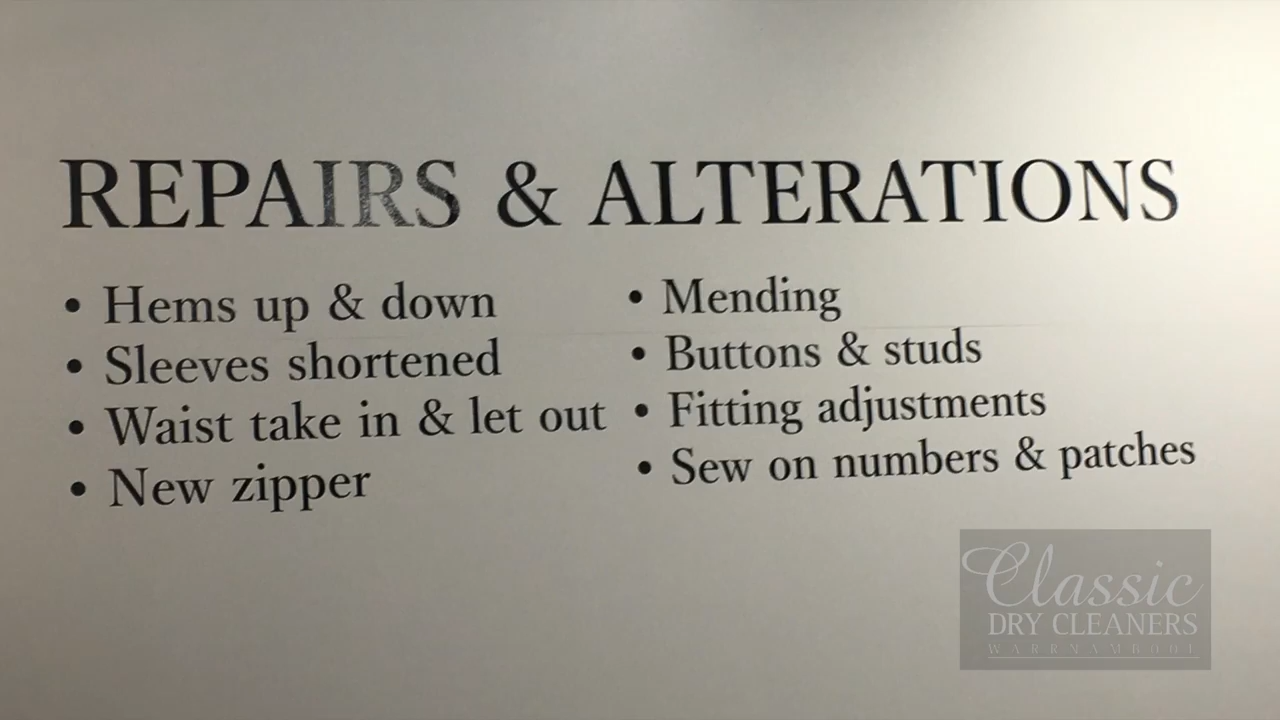 REPAIRS & ALTERATIONS
• Hems up & down
• Sleeves shortened
• Waist take in & let out
• New zipper
• Mending
• Buttons & studs
• Fitting adjustments
• Sew on numbers & patches
Classic
DRY CLEANERS
WARRNAMBOOL